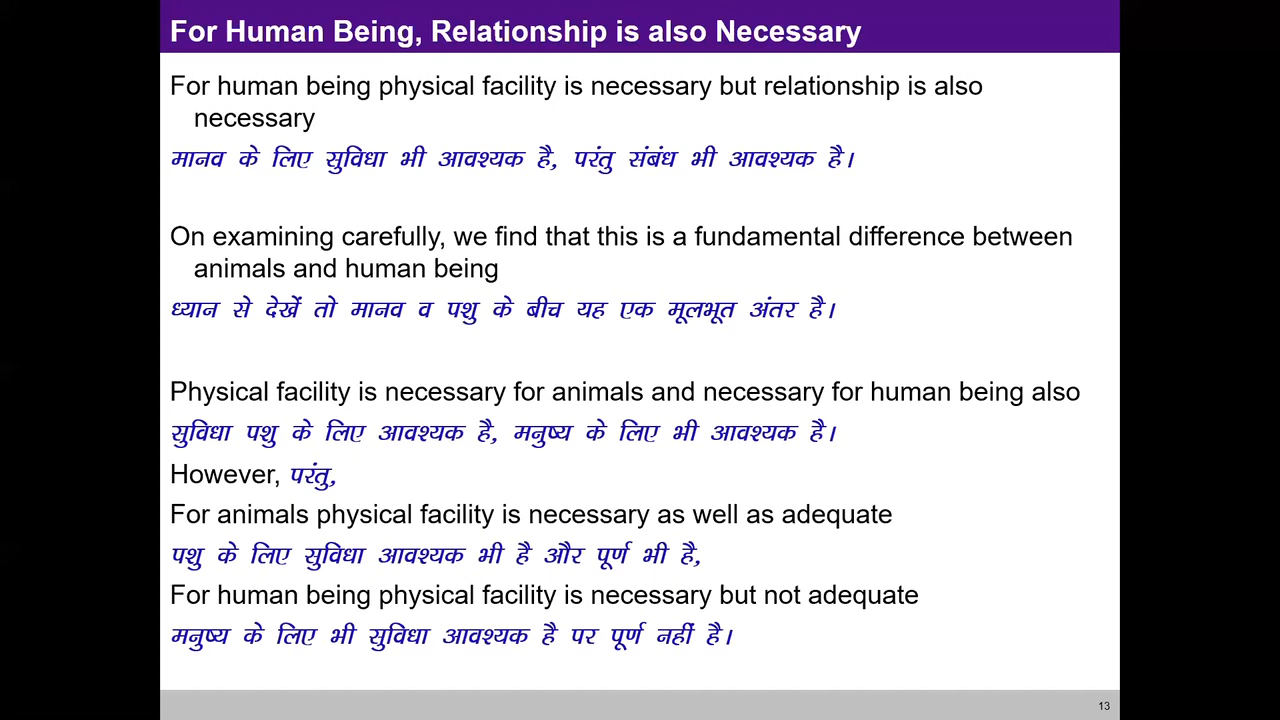 For Human Being, Relationship is also Necessary
For human being physical facility is necessary but relationship is also
necessary
मानव के लिए सुविधा भी आवश्यक है, परंतु संबंध भी आवश्यक है।
On examining carefully, we find that this is a fundamental difference between
animals and human being
ध्यान से देखें तो मानव व पशु के बीच यह एक मूलभूत अंतर है।
Physical facility is necessary for animals and necessary for human being also
सुविधा पशु के लिए आवश्यक है, मनुष्य के लिए भी आवश्यक है।
However, परंतु,
For animals physical facility is necessary as well as adequate
पशु के लिए सुविधा आवश्यक भी है और पूर्ण भी है,
For human being physical facility is necessary but not adequate
मनुष्य के लिए भी सुविधा आवश्यक है पर पूर्ण नहीं है।
13